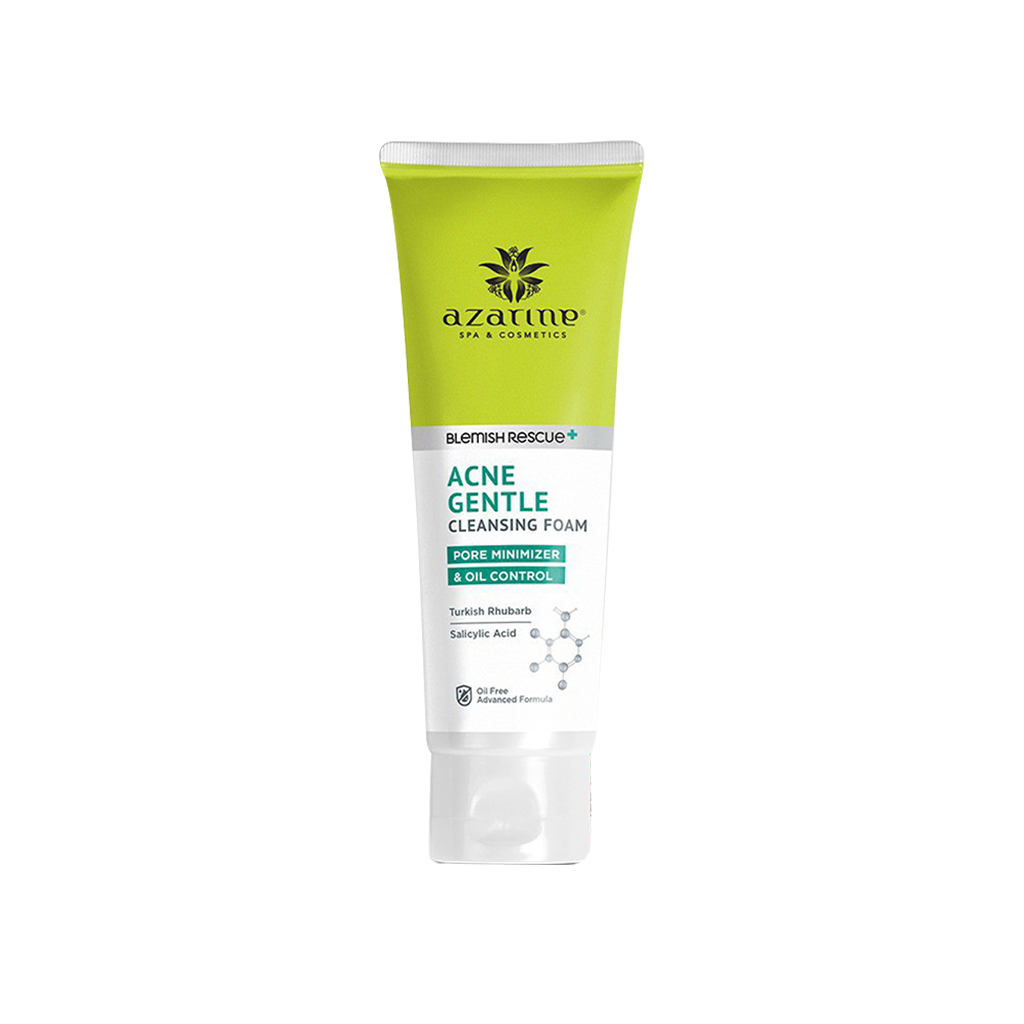 azarine®
SPA & COSMETICS
BLEMISH RESCUE+
ACNE
GENTLE
CLEANSING FOAM
PORE MINIMIZER
& OIL CONTROL
Turkish Rhubarb
Salicylic Acid
Oil Free
Advanced Formula